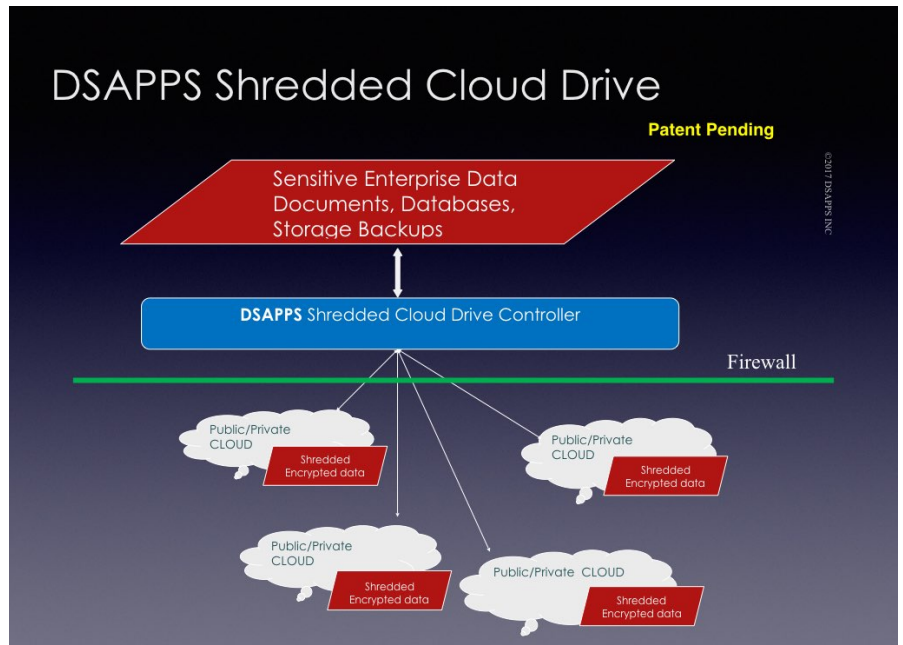 DSAPPS Shredded Cloud Drive
Patent Pending
©2017 DSAPPS INC
Sensitive Enterprise Data
Documents, Databases,
Storage Backups
DSAPPS Shredded Cloud Drive Controller
Firewall
Public/Private
CLOUD
Shredded
Encrypted data
Public/Private
CLOUD
Shredded
Encrypted data
Public/Private
CLOUD
Shredded
Encrypted data
Public/Private CLOUD
Shredded
Encrypted data